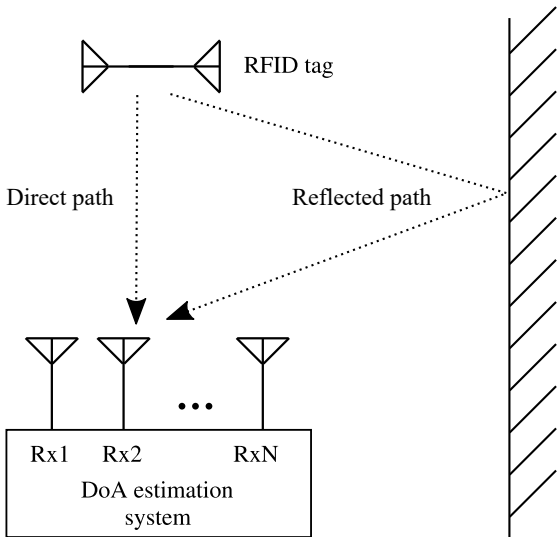 RFID tag
Direct path
Reflected path
Rx1
Rx2
...
RxN
DoA estimation
system